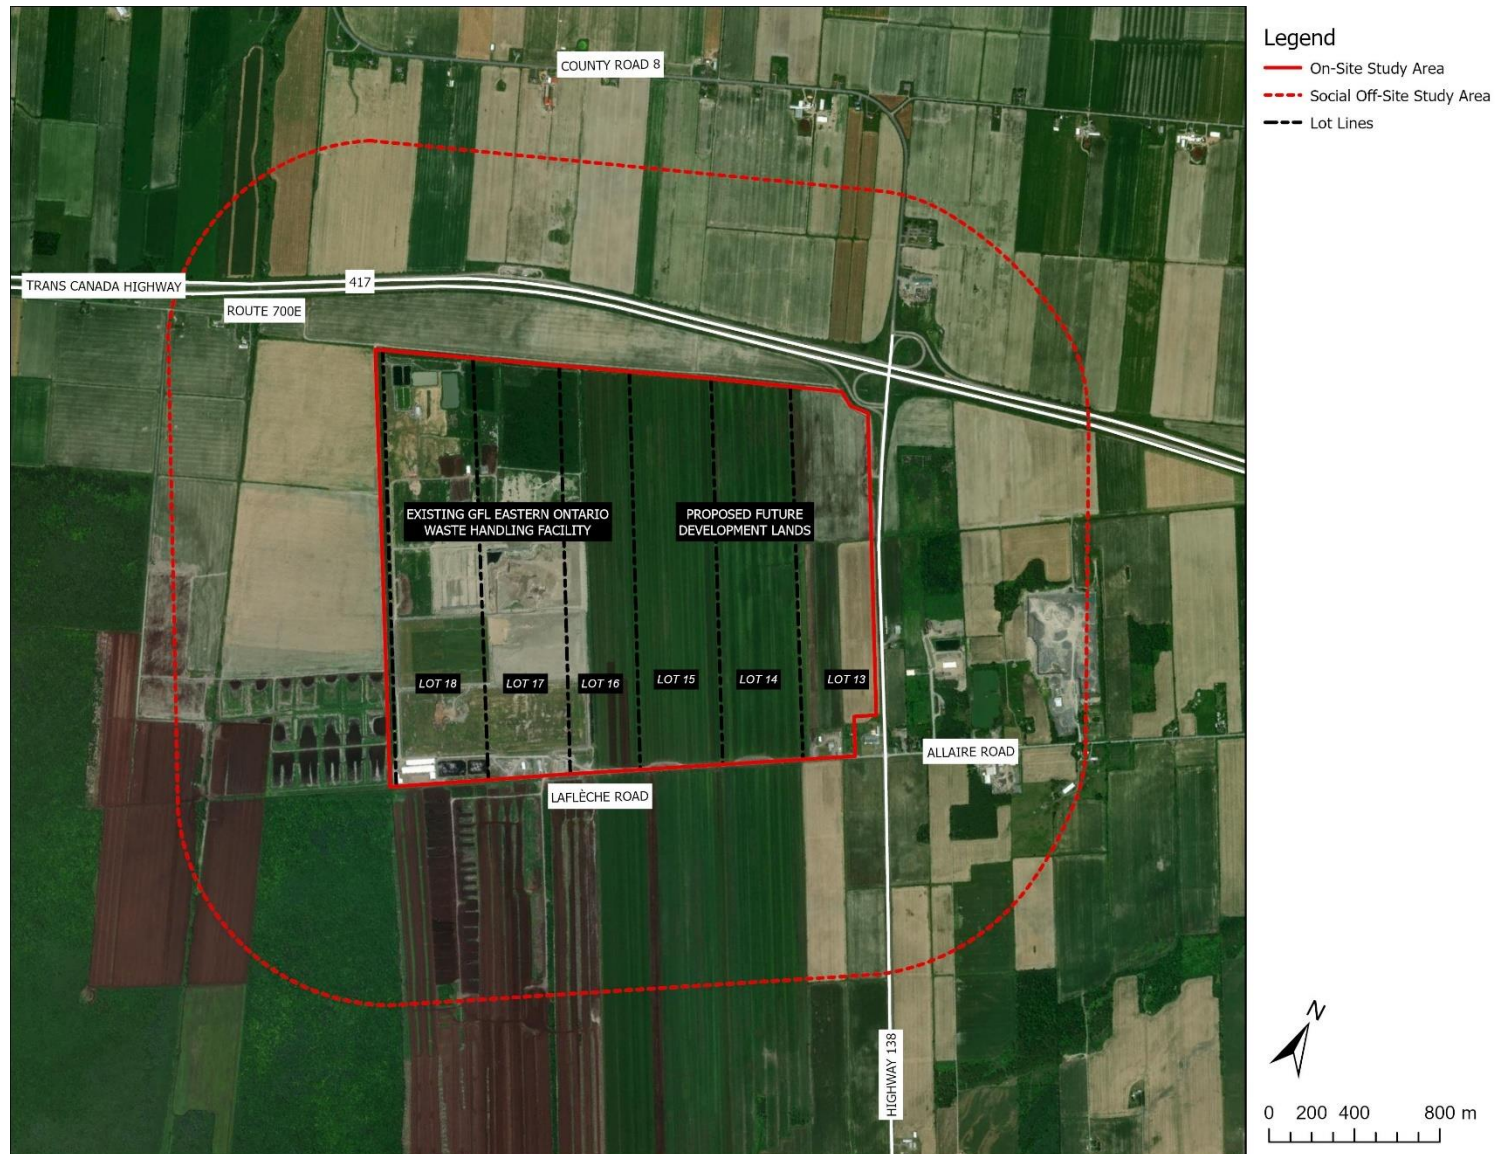 COUNTY ROAD 8
Legend
On-Site Study Area
Social Off-Site Study Area
Lot Lines
TRANS CANADA HIGHWAY
417
ROUTE 700E
EXISTING GFL EASTERN ONTARIO
WASTE HANDLING FACILITY
PROPOSED FUTURE
DEVELOPMENT LANDS
LOT 18
LOT 17
LOT 16
LOT 15
LOT 14
LOT 13
ALLAIRE ROAD
LAFLÈCHE ROAD
HIGHWAY 138
N
0 200 400 800 m